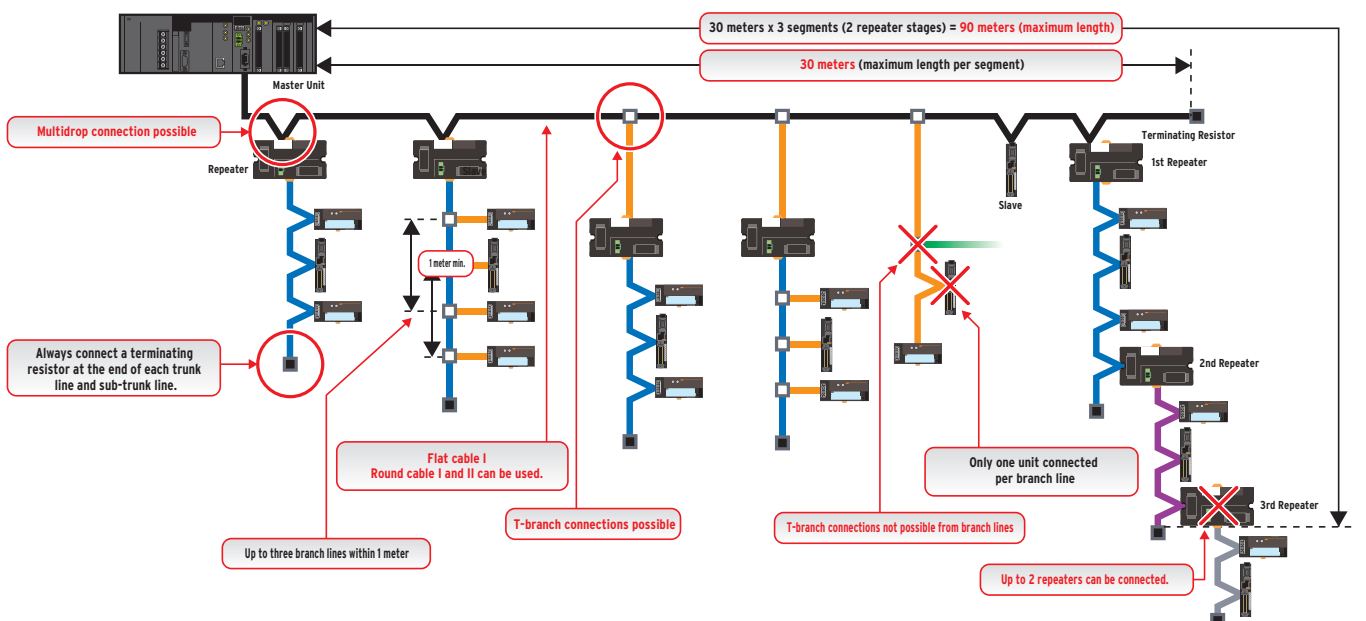 30 meters x 3 segments (2 repeater stages) = 90 meters (maximum length)
30 meters (maximum length per segment)
Master Unit
Multidrop connection possible
Terminating Resistor
Repeater
Slave
1st Repeater
Slave
1 meter min.
Always connect a terminating
resistor at the end of each trunk
line and sub-trunk line.
2nd Repeater
Flat cable I
Round cable I and II can be used.
Only one unit connected
per branch line
3rd Repeater
T-branch connections possible
T-branch connections not possible from branch lines
Up to three branch lines within 1 meter
Up to 2 repeaters can be connected.